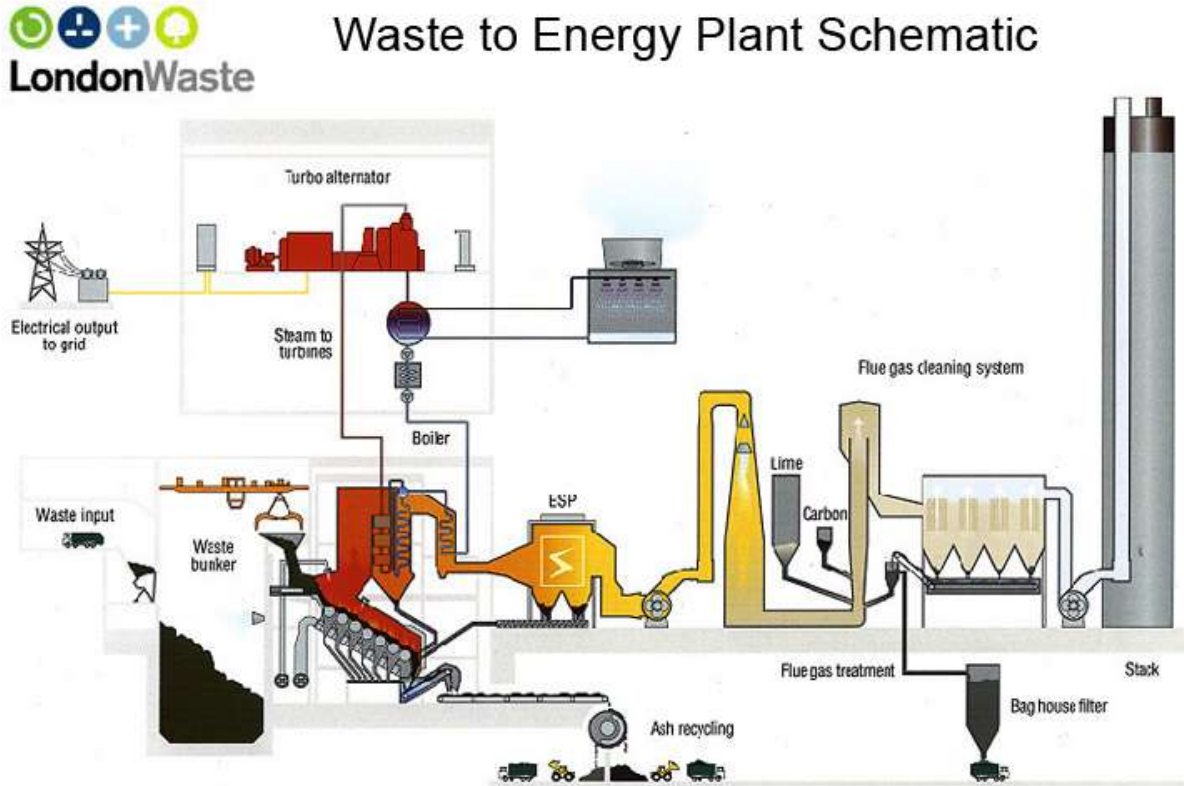 Waste to Energy Plant Schematic
LondonWaste
Turbo alternator
Electrical output
to grid
Steam to
turbines
Flue gas cleaning system
Boiler
Lime
ESP
Carbon
Waste input
Waste
bunker
Flue gas treatment
Stack
Bag house filter
Ash recycling